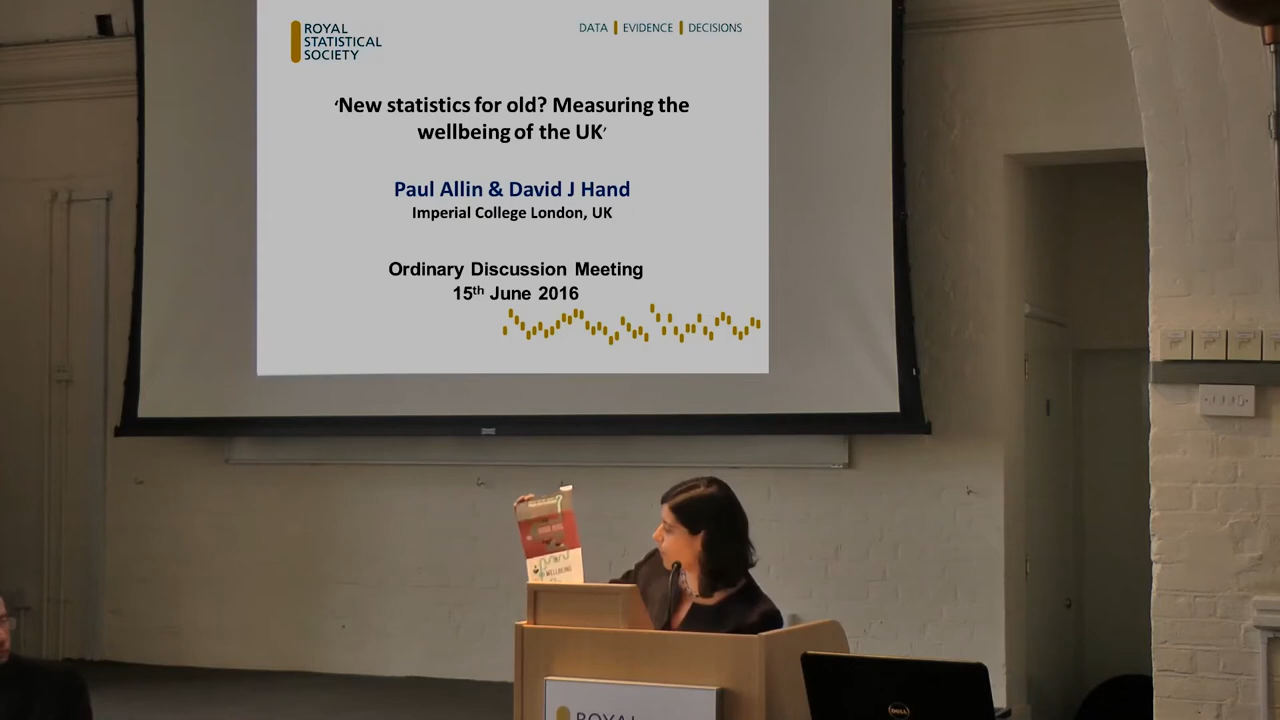 ROYAL
STATISTICAL
SOCIETY
DATA | EVIDENCE | DECISIONS
‘New statistics for old? Measuring the
wellbeing of the UK’
Paul Allin & David J Hand
Imperial College London, UK
Ordinary Discussion Meeting
15th June 2016
WELLBEING
ROYAL
DELL